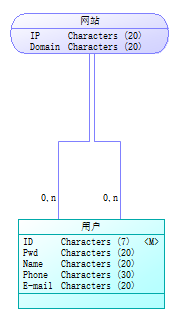 网站
IP Characters (20)
Domain Characters (20)
0,n 0,n
用户
ID Characters (7) <M>
Pwd Characters (20)
Name Characters (20)
Phone Characters (30)
E-mail Characters (20)